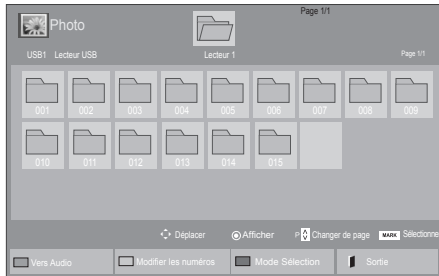 Page 1/1
Photo
USB1 Lecteur USB Lecteur 1 Page 1/1
001 002 003 004 005 006 007 008 009
010 011 012 013 014 015
Déplacer Afficher P Changer de page MARK Sélectionne
Vers Audio Modifier les numéros Mode Sélection Sortie